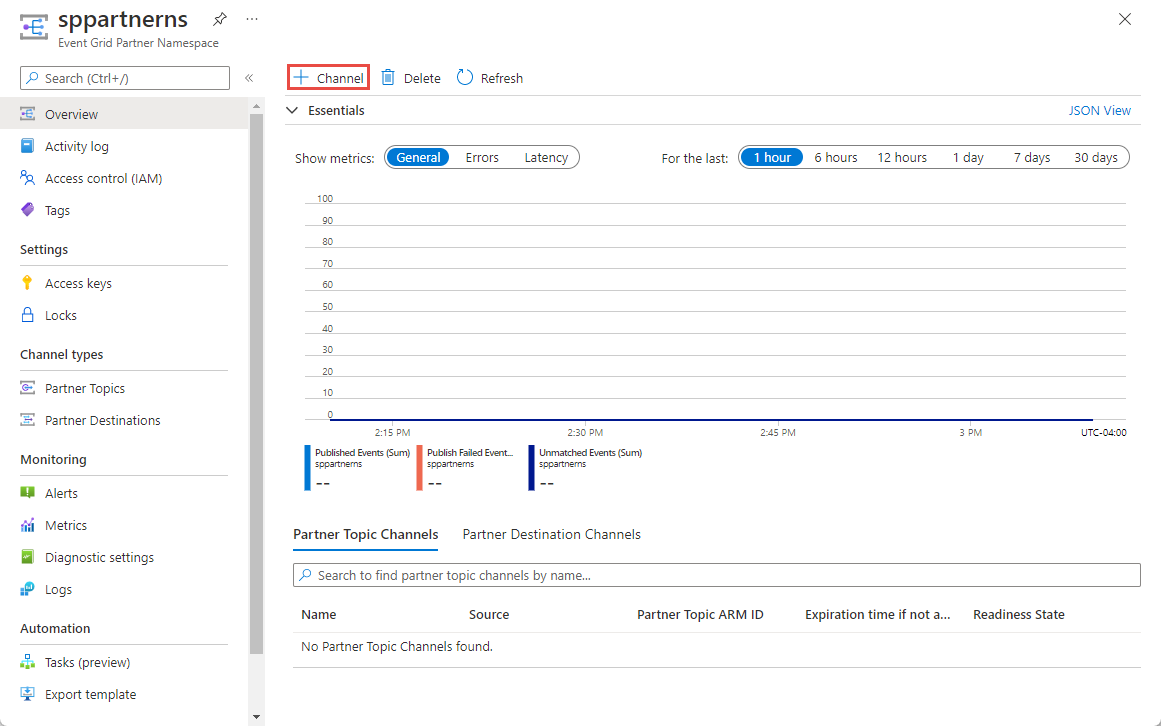 sppartnerns
Event Grid Partner Namespace
Search (Ctrl+/)
Overview
Activity log
Access control (IAM)
Tags
Settings
Access keys
Locks
Channel types
Partner Topics
Partner Destinations
Monitoring
Alerts
Metrics
Diagnostic settings
Logs
Automation
Tasks (preview)
Export template
Channel Delete Refresh
Essentials JSON View
Show metrics: General Errors Latency For the last: 1 hour 6 hours 12 hours 1 day 7 days 30 days
100
90
80
70
60
50
40
30
20
10
0
2:15 PM 2:30 PM 2:45 PM 3 PM UTC-04:00
Published Events (Sum) Publish Failed Event... Unmatched Events (Sum)
sppartnerns sppartnerns sppartnerns
-- -- --
Partner Topic Channels Partner Destination Channels
Search to find partner topic channels by name...
Name Source Partner Topic ARM ID Expiration time if not a... Readiness State
No Partner Topic Channels found.